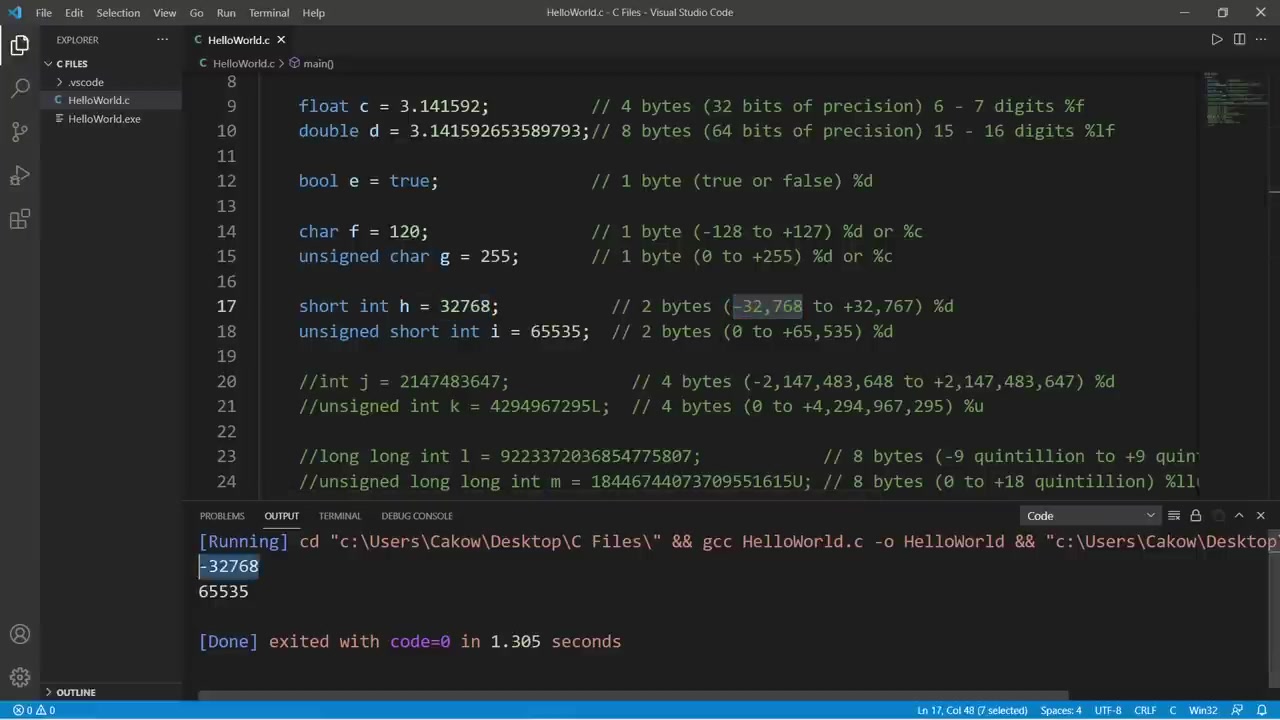 File Edit Selection View Go Run Terminal Help HelloWorld.c - C Files - Visual Studio Code
EXPLORER
C FILES
.vscode
C HelloWorld.c
HelloWorld.exe
OUTLINE
C HelloWorld.c
C HelloWorld.c > main()
8
9 float c = 3.141592; // 4 bytes (32 bits of precision) 6 - 7 digits %f
10 double d = 3.141592653589793;// 8 bytes (64 bits of precision) 15 - 16 digits %lf
11
12 bool e = true; // 1 byte (true or false) %d
13
14 char f = 120; // 1 byte (-128 to +127) %d or %c
15 unsigned char g = 255; // 1 byte (0 to +255) %d or %c
16
17 short int h = 32768; // 2 bytes (-32,768 to +32,767) %d
18 unsigned short int i = 65535; // 2 bytes (0 to +65,535) %d
19
20 //int j = 2147483647; // 4 bytes (-2,147,483,648 to +2,147,483,647) %d
21 //unsigned int k = 4294967295L; // 4 bytes (0 to +4,294,967,295) %u
22
23 //long long int l = 9223372036854775807; // 8 bytes (-9 quintillion to +9 quin
24 //unsigned long long int m = 18446744073709551615U; // 8 bytes (0 to +18 quintillion) %llu
PROBLEMS OUTPUT TERMINAL DEBUG CONSOLE Code
[Running] cd "c:\Users\Cakow\Desktop\C Files\" && gcc HelloWorld.c -o HelloWorld && "c:\Users\Cakow\Desktop\
-32768
65535
[Done] exited with code=0 in 1.305 seconds
0 0 Ln 17, Col 48 (7 selected) Spaces: 4 UTF-8 CRLF C Win32